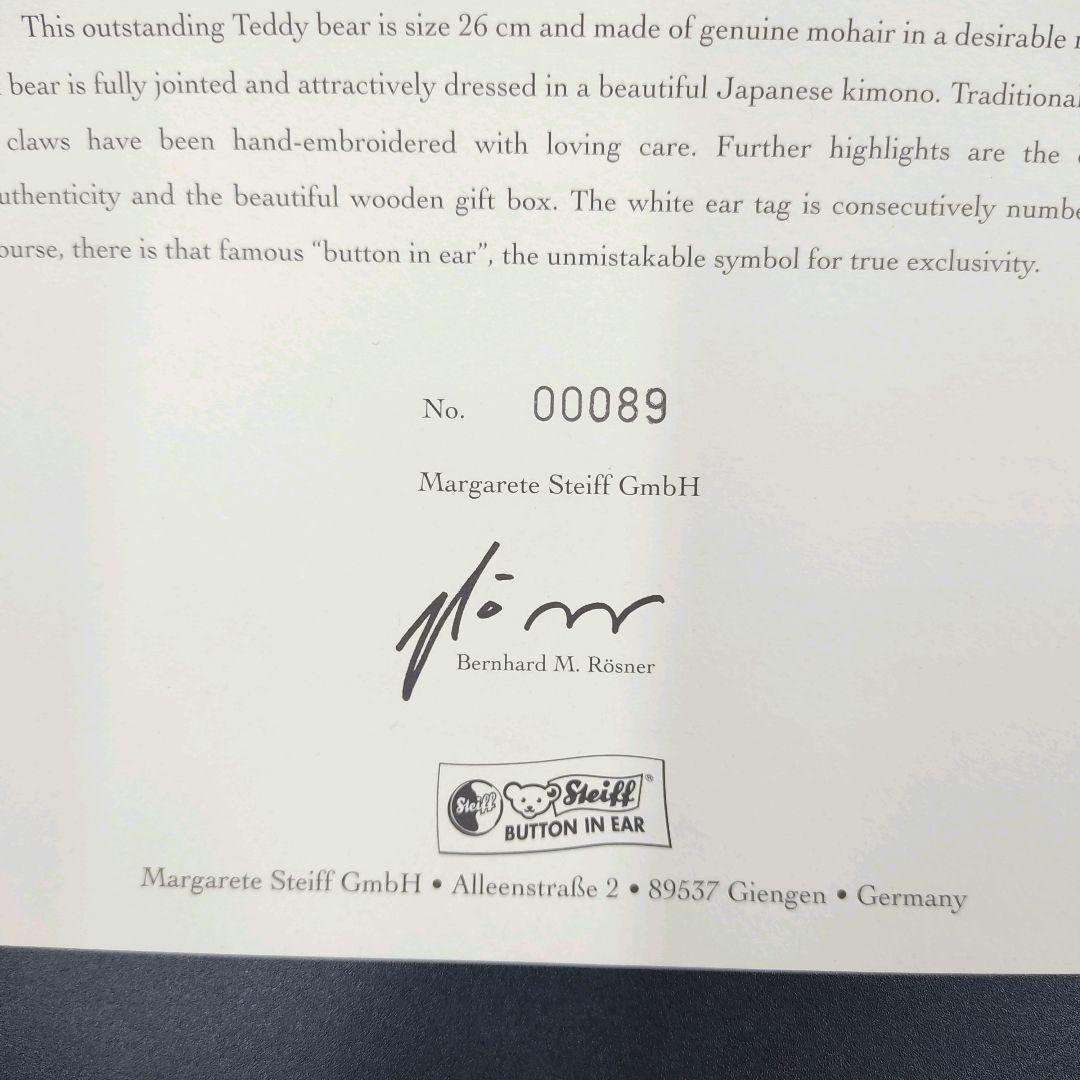 This outstanding Teddy bear is size 26 cm and made of genuine mohair in a desirable
bear is fully jointed and attractively dressed in a beautiful Japanese kimono. Traditional
claws have been hand-embroidered with loving care. Further highlights are the
uthenticity and the beautiful wooden gift box. The white ear tag is consecutively numbe
ourse, there is that famous “button in ear”, the unmistakable symbol for true exclusivity.
No. 00089
Margarete Steiff GmbH
Bernhard M. Rösner
Steiff Steiff®
BUTTON IN EAR
Margarete Steiff GmbH • Alleenstraße 2 • 89537 Giengen • Germany